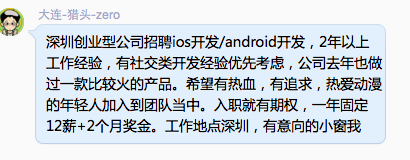 大连-猎头-zero
深圳创业型公司招聘ios开发/android开发，2年以上
工作经验，有社交类开发经验优先考虑，公司去年也做
过一款比较火的产品。希望有热血，有追求，热爱动漫
的年轻人加入到团队当中。入职就有期权，一年固定
12薪+2个月奖金。工作地点深圳，有意向的小窗我